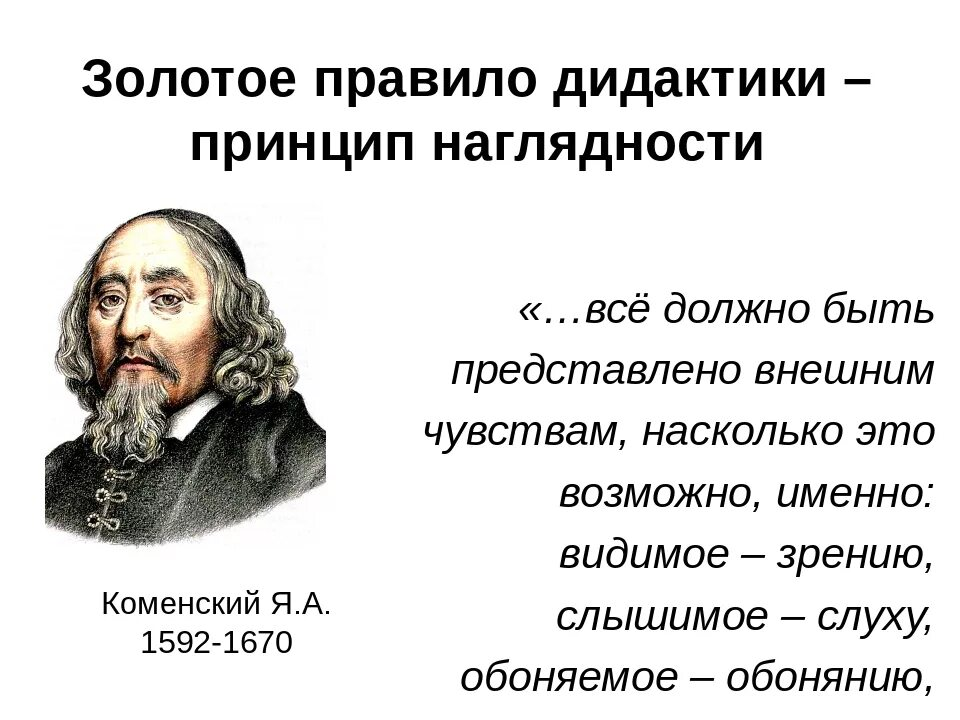 Золотое правило дидактики –
принцип наглядности
«…всё должно быть
представлено внешним
чувствам, насколько это
возможно, именно:
видимое – зрению,
слышимое – слуху,
обоняемое – обонянию,
Коменский Я.А.
1592-1670